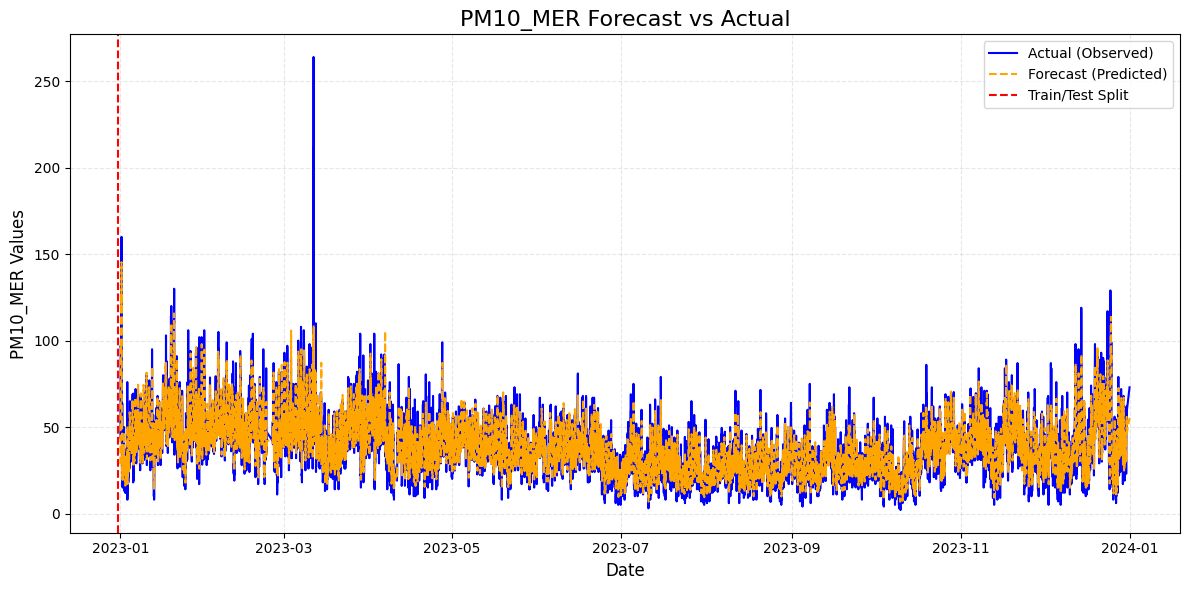 PM10_MER Forecast vs Actual
Actual (Observed)
Forecast (Predicted)
Train/Test Split
PM10_MER Values
250
200
150
100
50
0
2023-01
2023-03
2023-05
2023-07
2023-09
2023-11
2024-01
Date